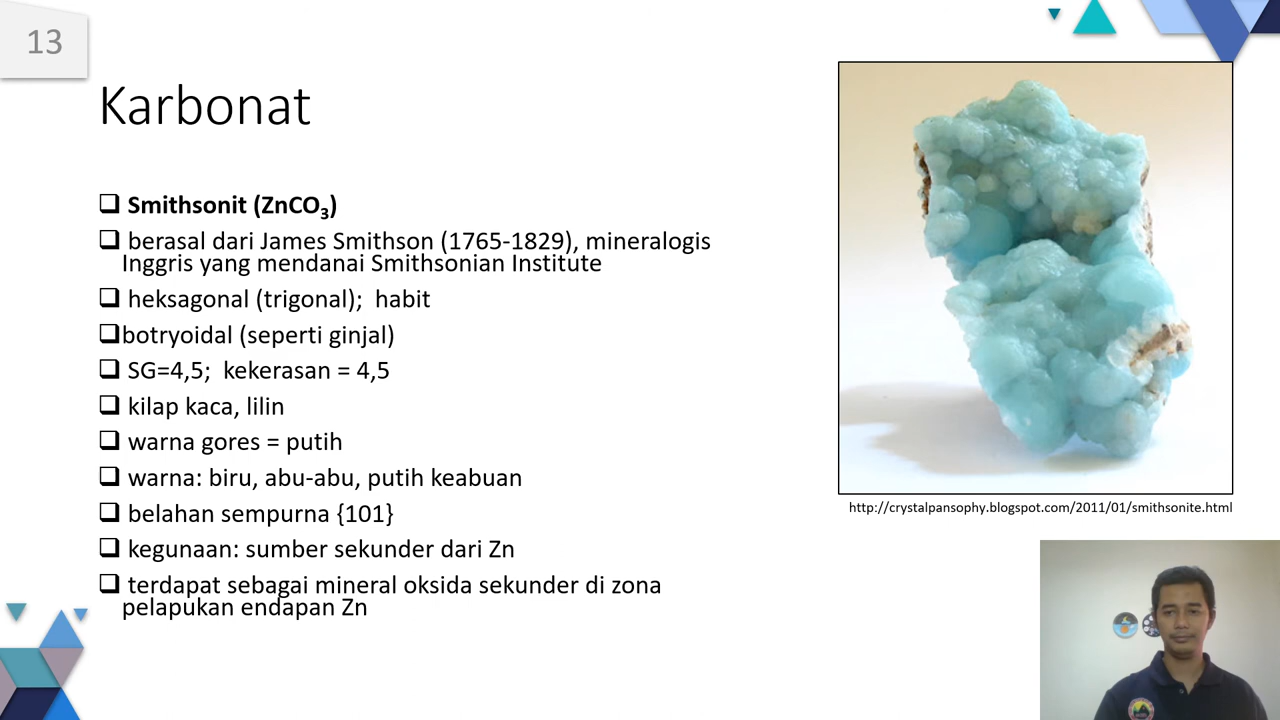 13
Karbonat
❑ Smithsonit (ZnCO₃)
❑ berasal dari James Smithson (1765-1829), mineralogis
Inggris yang mendanai Smithsonian Institute
❑ heksagonal (trigonal);  habit
❑botryoidal (seperti ginjal)
❑ SG=4,5;  kekerasan = 4,5
❑ kilap kaca, lilin
❑ warna gores = putih
❑ warna: biru, abu-abu, putih keabuan
❑ belahan sempurna {101}
❑ kegunaan: sumber sekunder dari Zn
❑ terdapat sebagai mineral oksida sekunder di zona
pelapukan endapan Zn
http://crystalpansophy.blogspot.com/2011/01/smithsonite.html